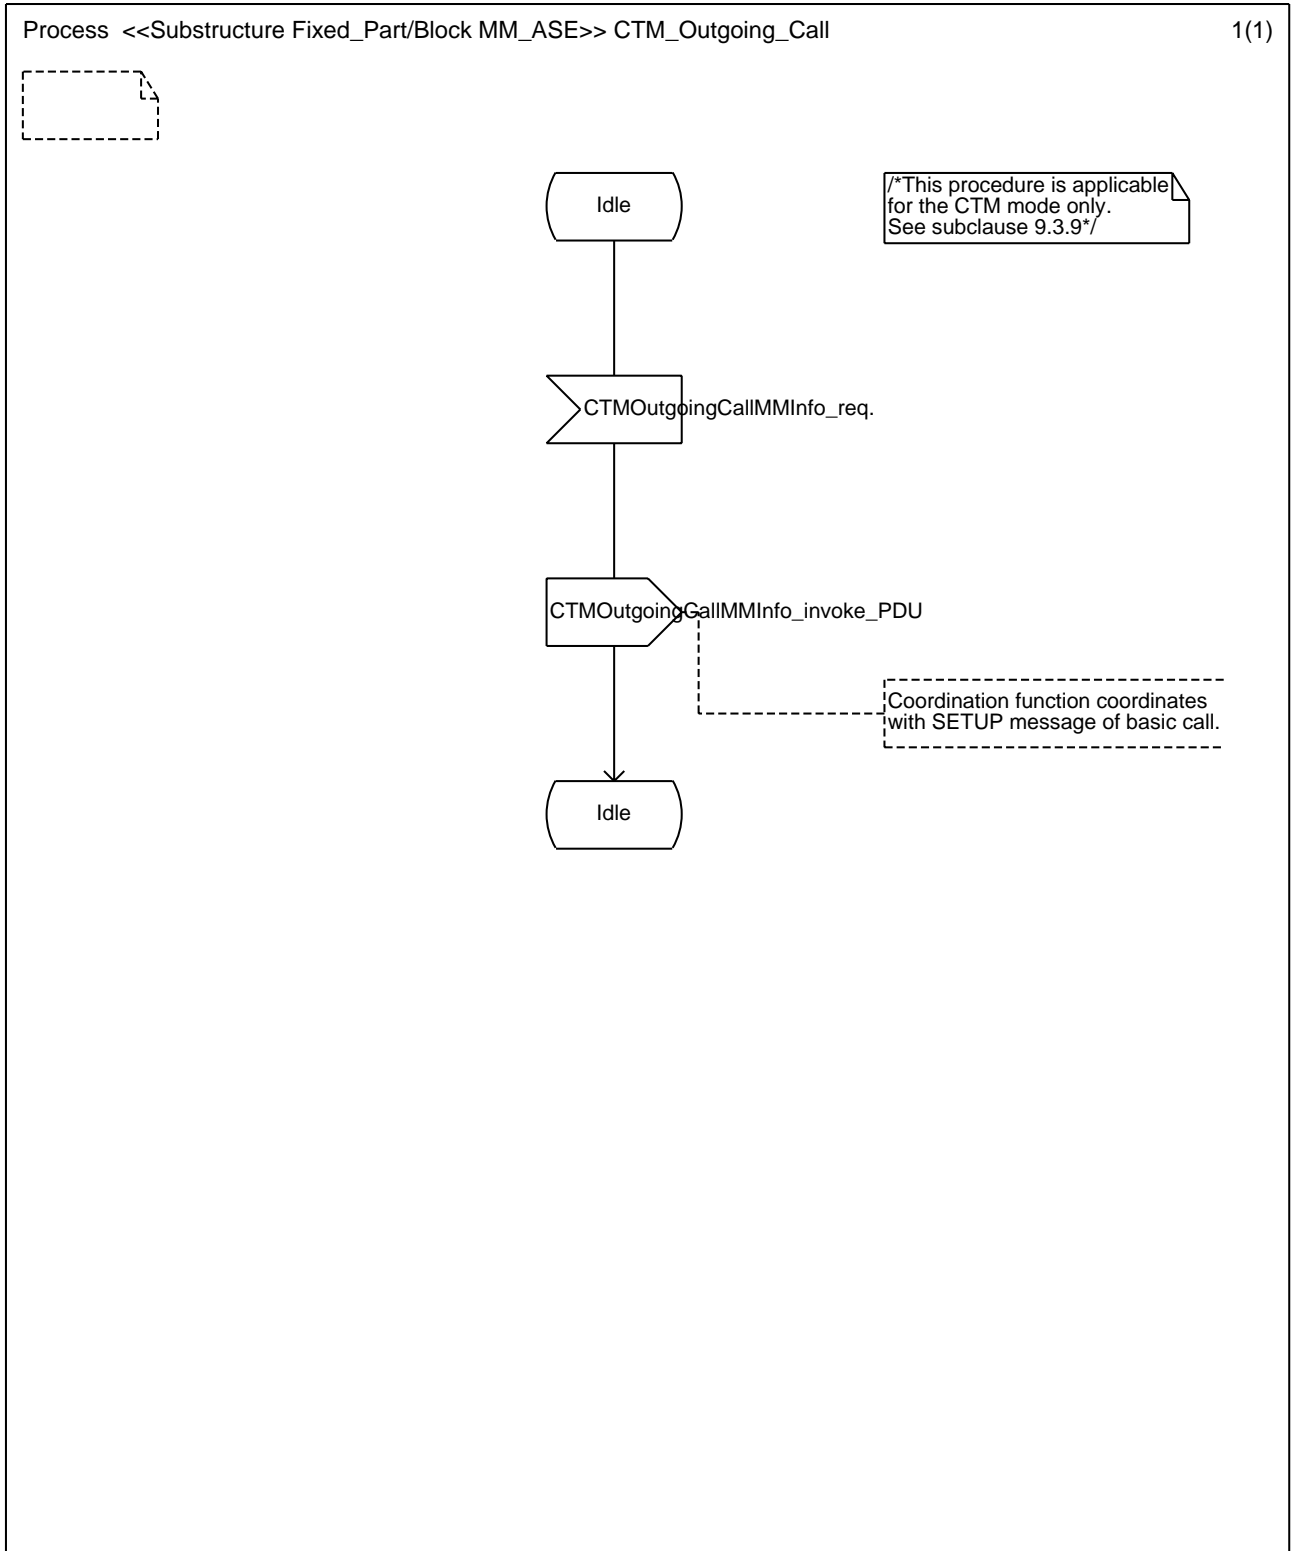 Process <<Substructure Fixed_Part/Block MM_ASE>> CTM_Outgoing_Call 1(1)
Idle
/*This procedure is applicable
for the CTM mode only.
See subclause 9.3.9*/
CTMOutgoingCallMMInfo_req.
CTMOutgoingCallMMInfo_invoke_PDU
Coordination function coordinates
with SETUP message of basic call.
Idle